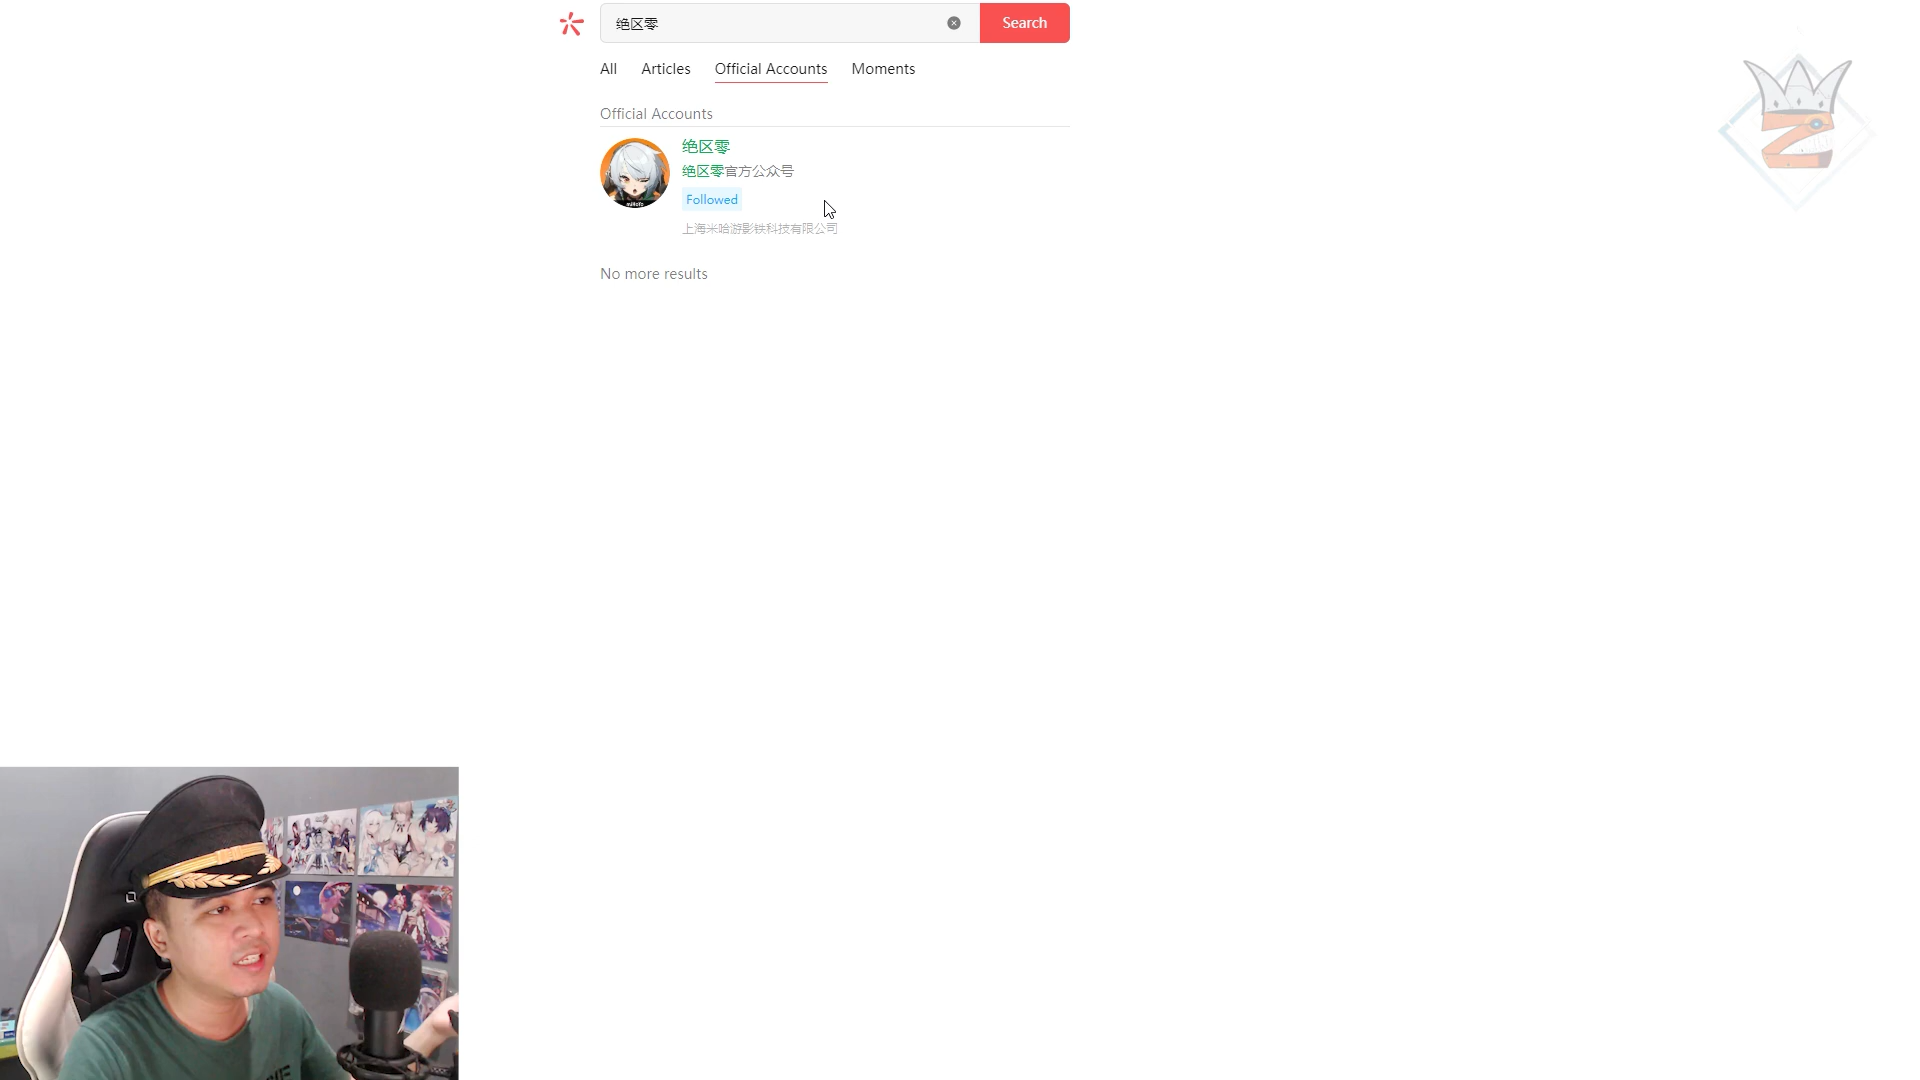 绝区零
Search
All
Articles
Official Accounts
Moments
Official Accounts
绝区零
绝区零官方公众号
Followed
上海米哈游影铁科技有限公司
No more results